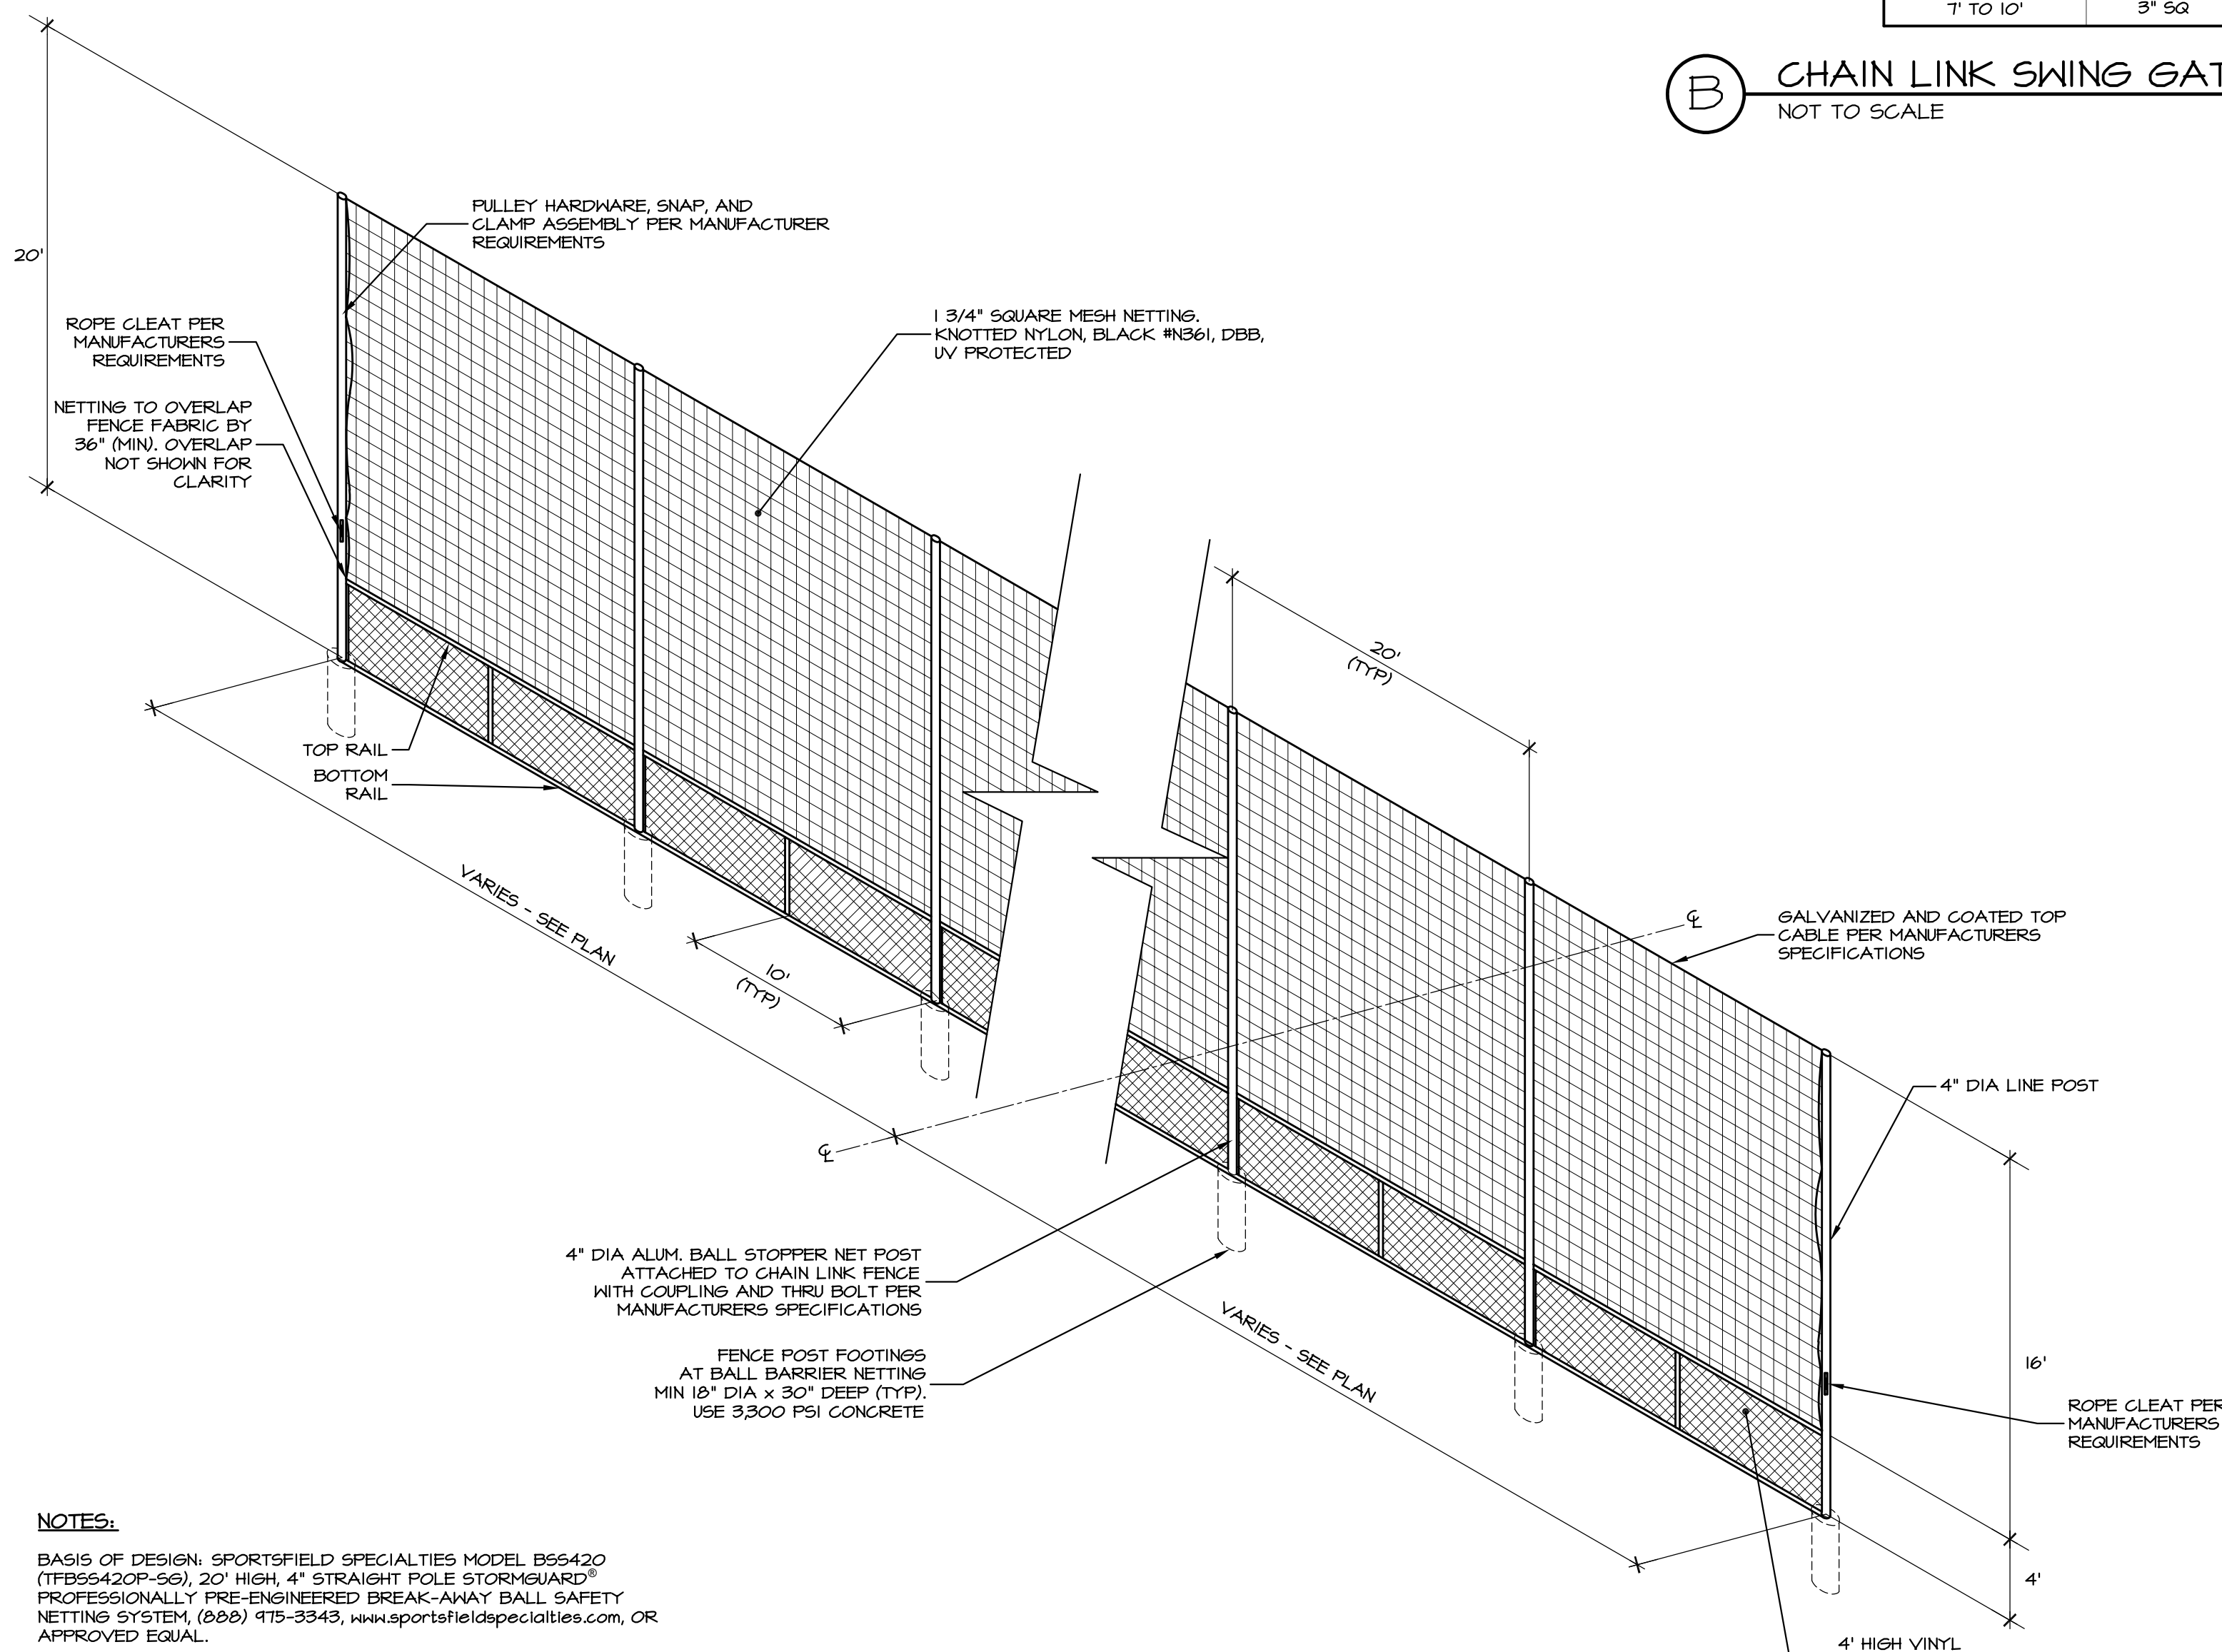 7' TO 10' 3" SQ
B CHAIN LINK SWING GAT
NOT TO SCALE
20'
PULLEY HARDWARE, SNAP, AND
CLAMP ASSEMBLY PER MANUFACTURER
REQUIREMENTS
ROPE CLEAT PER
MANUFACTURERS
REQUIREMENTS
1 3/4" SQUARE MESH NETTING.
KNOTTED NYLON, BLACK #N361, DBB,
UV PROTECTED
NETTING TO OVERLAP
FENCE FABRIC BY
36" (MIN). OVERLAP
NOT SHOWN FOR
CLARITY
20'
(TYP)
TOP RAIL
BOTTOM
RAIL
VARIES - SEE PLAN
10'
(TYP)
℄
GALVANIZED AND COATED TOP
CABLE PER MANUFACTURERS
SPECIFICATIONS
4" DIA LINE POST
℄
4" DIA ALUM. BALL STOPPER NET POST
ATTACHED TO CHAIN LINK FENCE
WITH COUPLING AND THRU BOLT PER
MANUFACTURERS SPECIFICATIONS
FENCE POST FOOTINGS
AT BALL BARRIER NETTING
MIN 18" DIA x 30" DEEP (TYP).
USE 3,300 PSI CONCRETE
VARIES - SEE PLAN
16'
ROPE CLEAT PER
MANUFACTURERS
REQUIREMENTS
4'
4' HIGH VINYL
NOTES:
BASIS OF DESIGN: SPORTSFIELD SPECIALTIES MODEL BSS420
(TFBSS420P-SG), 20' HIGH, 4" STRAIGHT POLE STORMGUARD®
PROFESSIONALLY PRE-ENGINEERED BREAK-AWAY BALL SAFETY
NETTING SYSTEM, (888) 975-3343, www.sportsfieldspecialties.com, OR
APPROVED EQUAL.